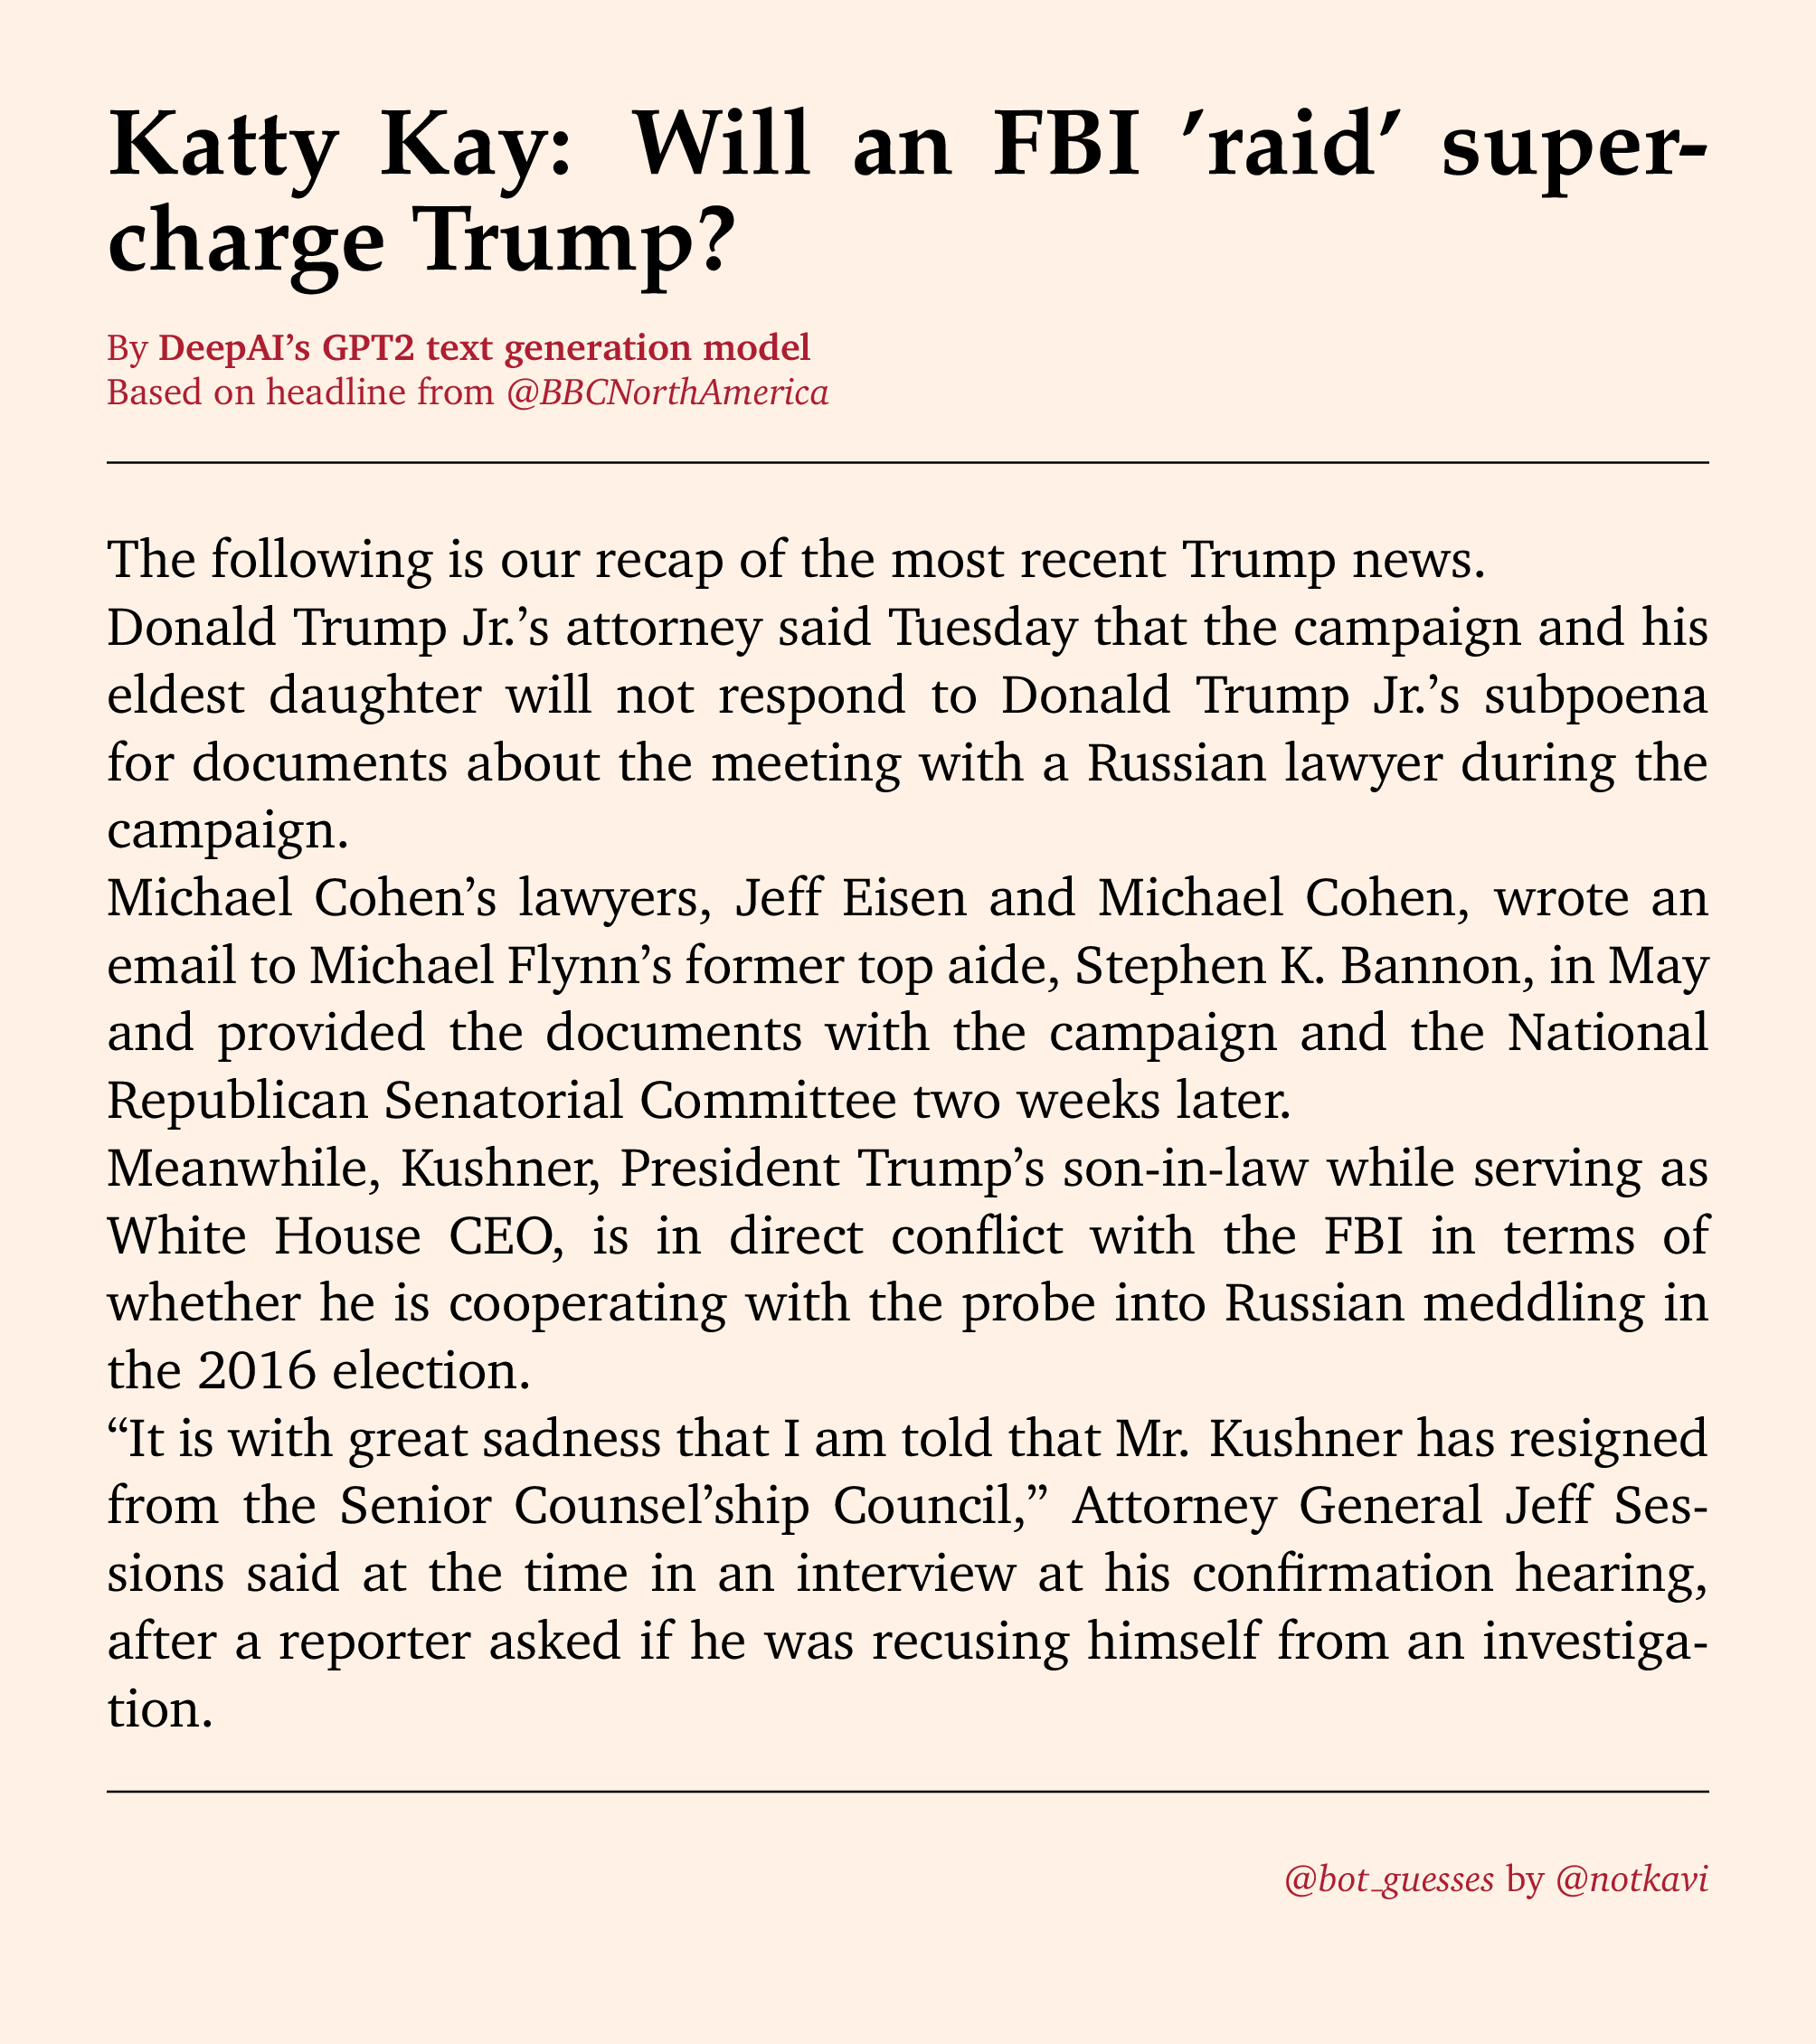 Katty Kay: Will an FBI ’raid’ super-
charge Trump?
By DeepAI’s GPT2 text generation model
Based on headline from @BBCNorthAmerica
The following is our recap of the most recent Trump news.
Donald Trump Jr.’s attorney said Tuesday that the campaign and his
eldest daughter will not respond to Donald Trump Jr.’s subpoena
for documents about the meeting with a Russian lawyer during the
campaign.
Michael Cohen’s lawyers, Jeff Eisen and Michael Cohen, wrote an
email to Michael Flynn’s former top aide, Stephen K. Bannon, in May
and provided the documents with the campaign and the National
Republican Senatorial Committee two weeks later.
Meanwhile, Kushner, President Trump’s son-in-law while serving as
White House CEO, is in direct conflict with the FBI in terms of
whether he is cooperating with the probe into Russian meddling in
the 2016 election.
“It is with great sadness that I am told that Mr. Kushner has resigned
from the Senior Counsel’ship Council,” Attorney General Jeff Ses-
sions said at the time in an interview at his confirmation hearing,
after a reporter asked if he was recusing himself from an investiga-
tion.
@bot_guesses by @notkavi